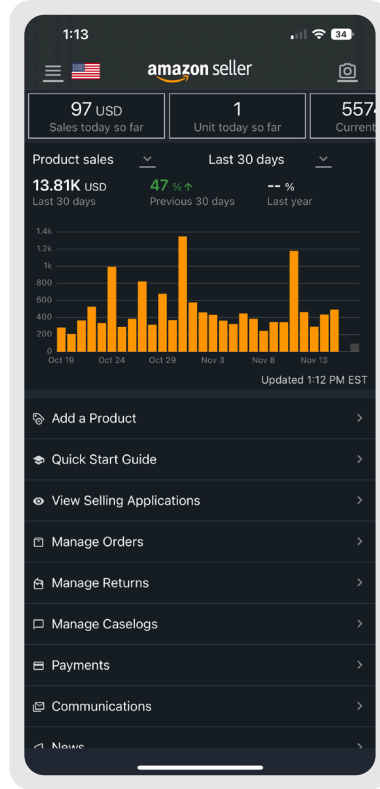 1:13
34
amazon seller
97 USD
Sales today so far
1
Unit today so far
557
Current
Product sales
Last 30 days
13.81K USD
Last 30 days
47 %↑
Previous 30 days
-- %
Last year
1.4k
1.2k
1k
800
600
400
200
0
Oct 19 Oct 24 Oct 29 Nov 3 Nov 8 Nov 13
Updated 1:12 PM EST
Add a Product
Quick Start Guide
View Selling Applications
Manage Orders
Manage Returns
Manage Caselogs
Payments
Communications
News